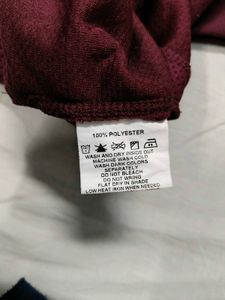 100% POLYESTER
WASH AND DRY INSIDE OUT
MACHINE WASH COLD
WASH DARK COLORS
SEPARATELY
DO NOT BLEACH
DO NOT WRING
FLAT DRY IN SHADE
LOW HEAT IRON WHEN NEEDED